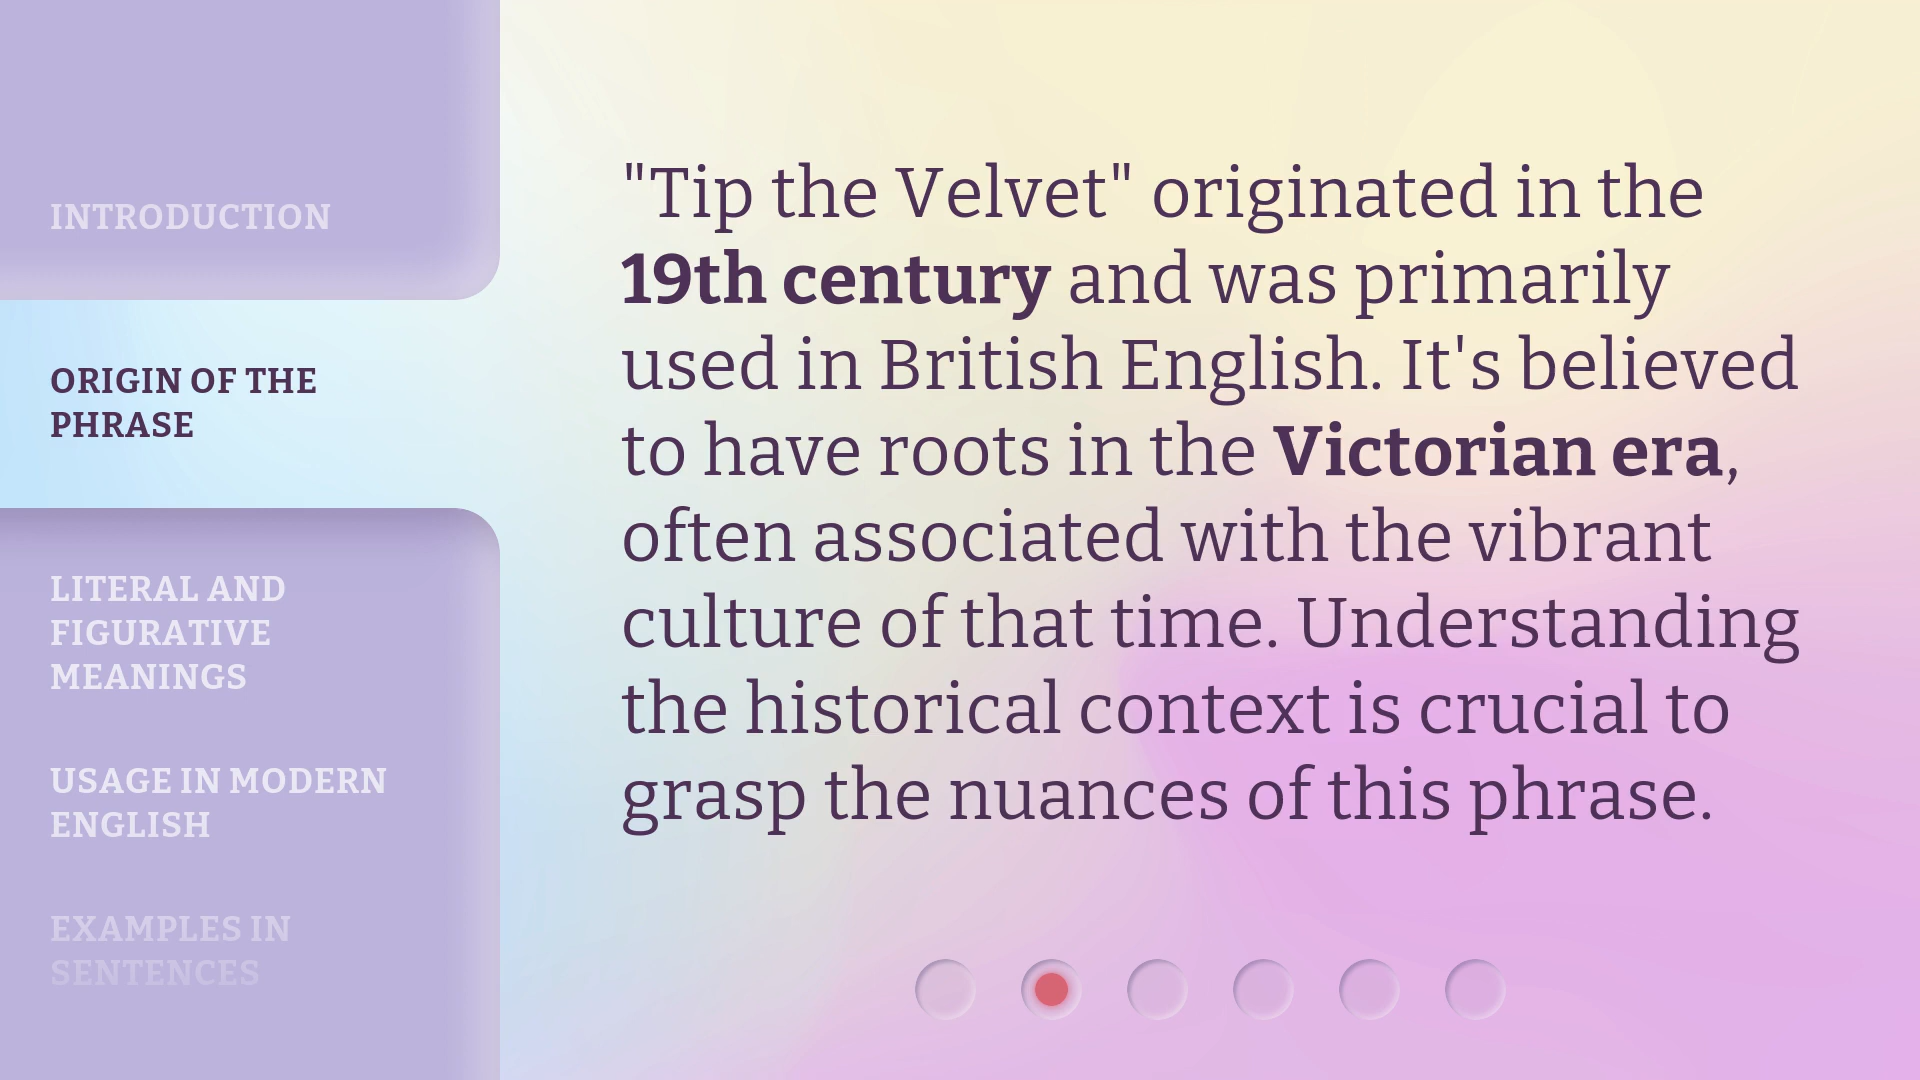 INTRODUCTION
ORIGIN OF THE
PHRASE
LITERAL AND
FIGURATIVE
MEANINGS
USAGE IN MODERN
ENGLISH
EXAMPLES IN
SENTENCES
"Tip the Velvet" originated in the
19th century and was primarily
used in British English. It's believed
to have roots in the Victorian era,
often associated with the vibrant
culture of that time. Understanding
the historical context is crucial to
grasp the nuances of this phrase.